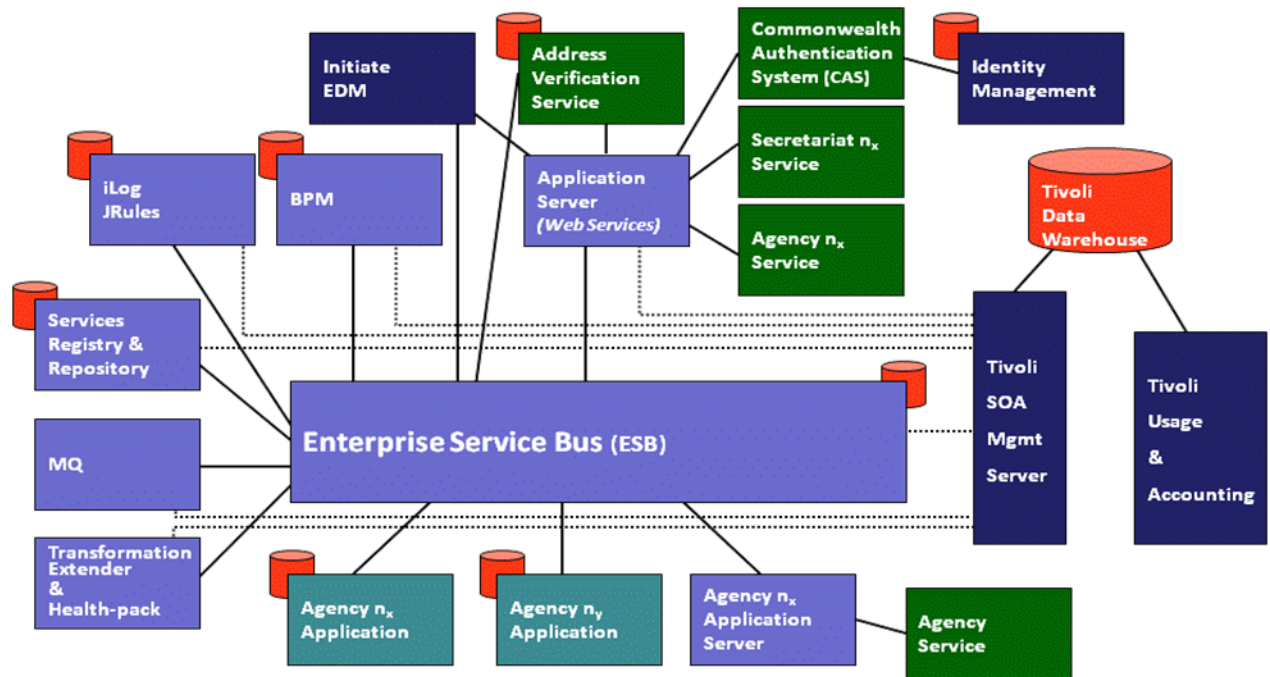 Initiate
EDM
Address
Verification
Service
Commonwealth
Authentication
System (CAS)
Identity
Management
iLog
JRules
BPM
Application
Server
(Web Services)
Secretariat nx
Service
Agency nx
Service
Tivoli
Data
Warehouse
Services
Registry &
Repository
MQ
Transformation
Extender
&
Health-pack
Enterprise Service Bus (ESB)
Tivoli
SOA
Mgmt
Server
Tivoli
Usage
&
Accounting
Agency nx
Application
Agency ny
Application
Agency nx
Application
Server
Agency
Service